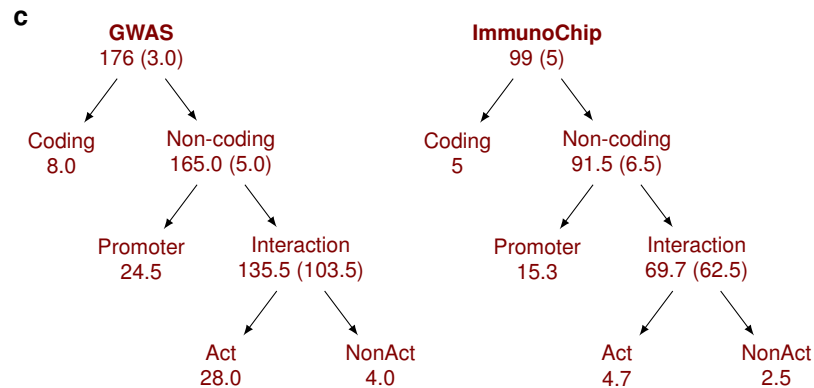 c
GWAS
176 (3.0)
ImmunoChip
99 (5)
Coding
8.0
Non-coding
165.0 (5.0)
Coding
5
Non-coding
91.5 (6.5)
Promoter
24.5
Interaction
135.5 (103.5)
Promoter
15.3
Interaction
69.7 (62.5)
Act
28.0
NonAct
4.0
Act
4.7
NonAct
2.5